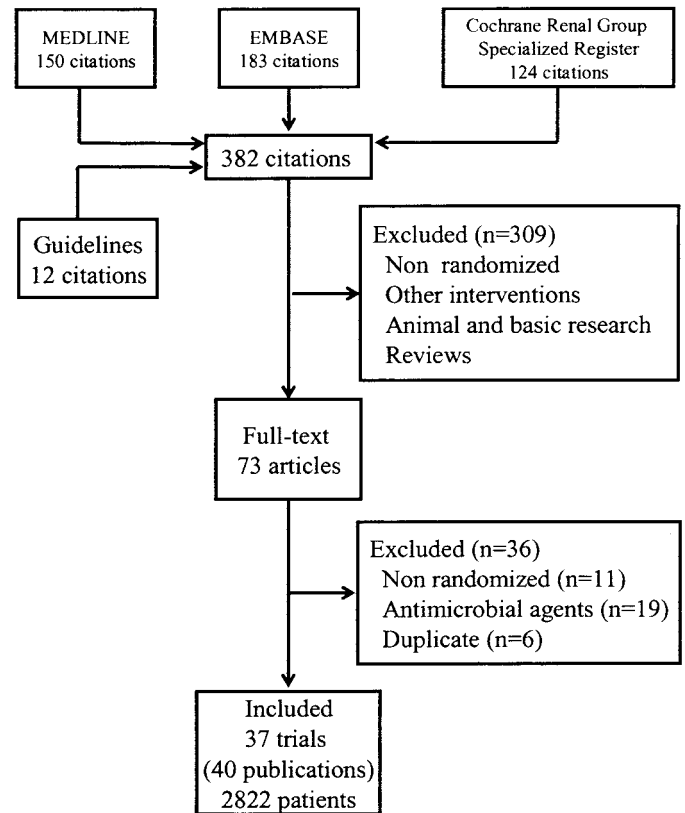 MEDLINE
150 citations
EMBASE
183 citations
Cochrane Renal Group
Specialized Register
124 citations
382 citations
Guidelines
12 citations
Excluded (n=309)
Non randomized
Other interventions
Animal and basic research
Reviews
Full-text
73 articles
Excluded (n=36)
Non randomized (n=11)
Antimicrobial agents (n=19)
Duplicate (n=6)
Included
37 trials
(40 publications)
2822 patients